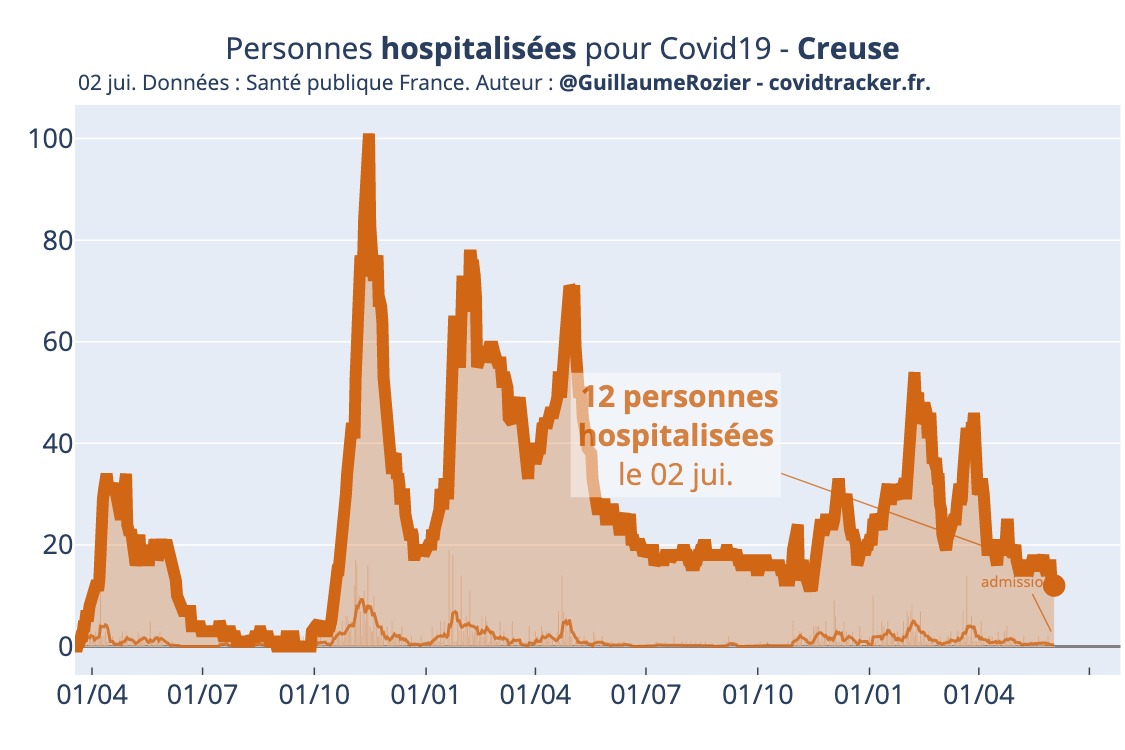 Personnes hospitalisées pour Covid19 - Creuse
02 jui. Données : Santé publique France. Auteur : @GuillaumeRozier - covidtracker.fr.
100
80
60
40
20
0
12 personnes
hospitalisées
le 02 jui.
admissio
01/04 01/07 01/10 01/01 01/04 01/07 01/10 01/01 01/04